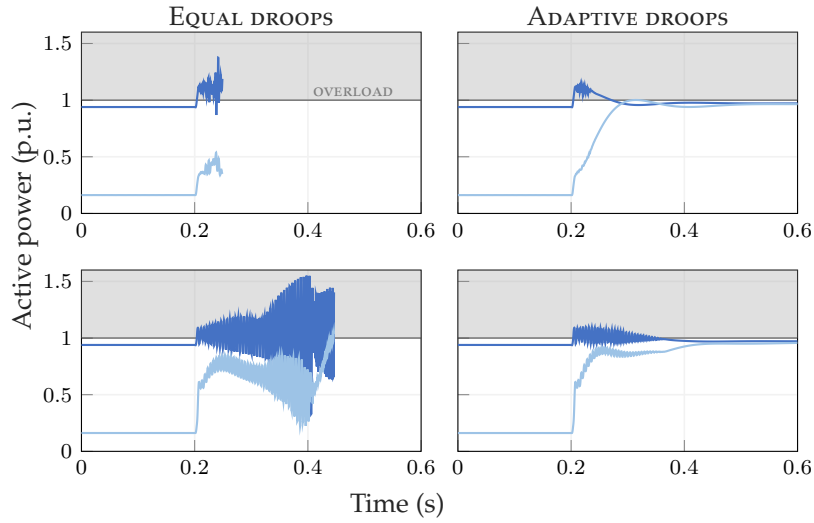 EQUAL DROOPS
ADAPTIVE DROOPS
Active power (p.u.)
1.5
1
0.5
0
OVERLOAD
0 0.2 0.4 0.6
0 0.2 0.4 0.6
1.5
1
0.5
0
0 0.2 0.4 0.6
0 0.2 0.4 0.6
Time (s)